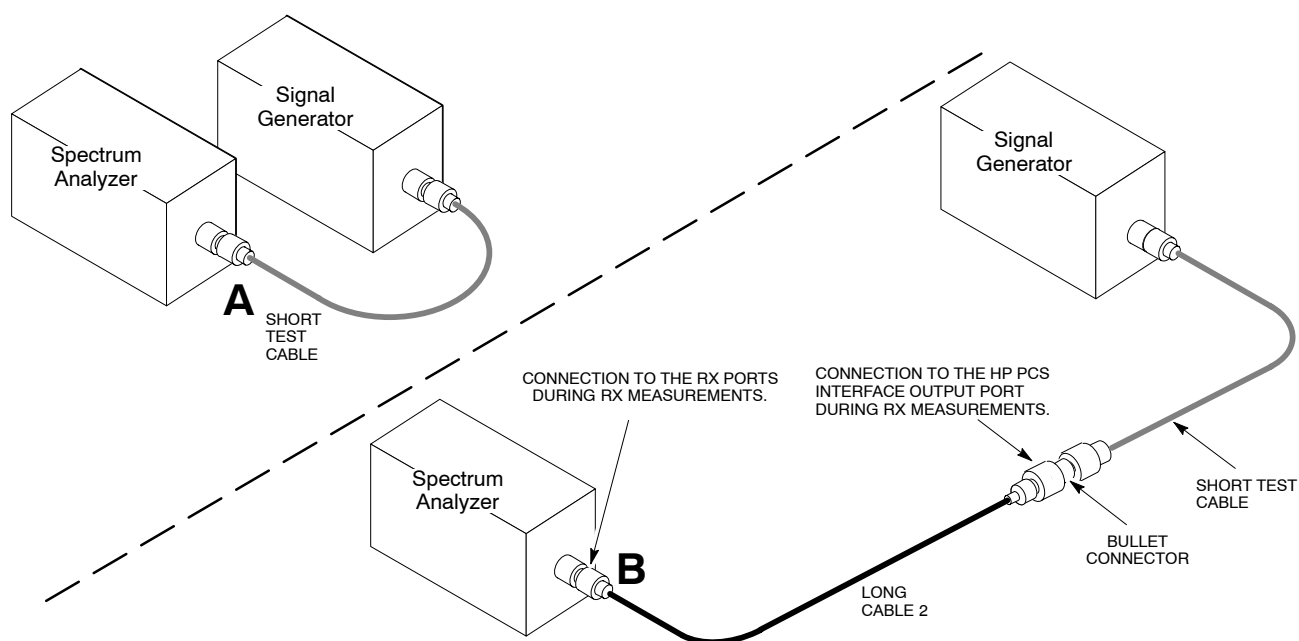 Signal
Generator
Spectrum
Analyzer
A
SHORT
TEST
CABLE
Signal
Generator
CONNECTION TO THE RX PORTS
DURING RX MEASUREMENTS.
CONNECTION TO THE HP PCS
INTERFACE OUTPUT PORT
DURING RX MEASUREMENTS.
Spectrum
Analyzer
B
SHORT TEST
CABLE
BULLET
CONNECTOR
LONG
CABLE 2